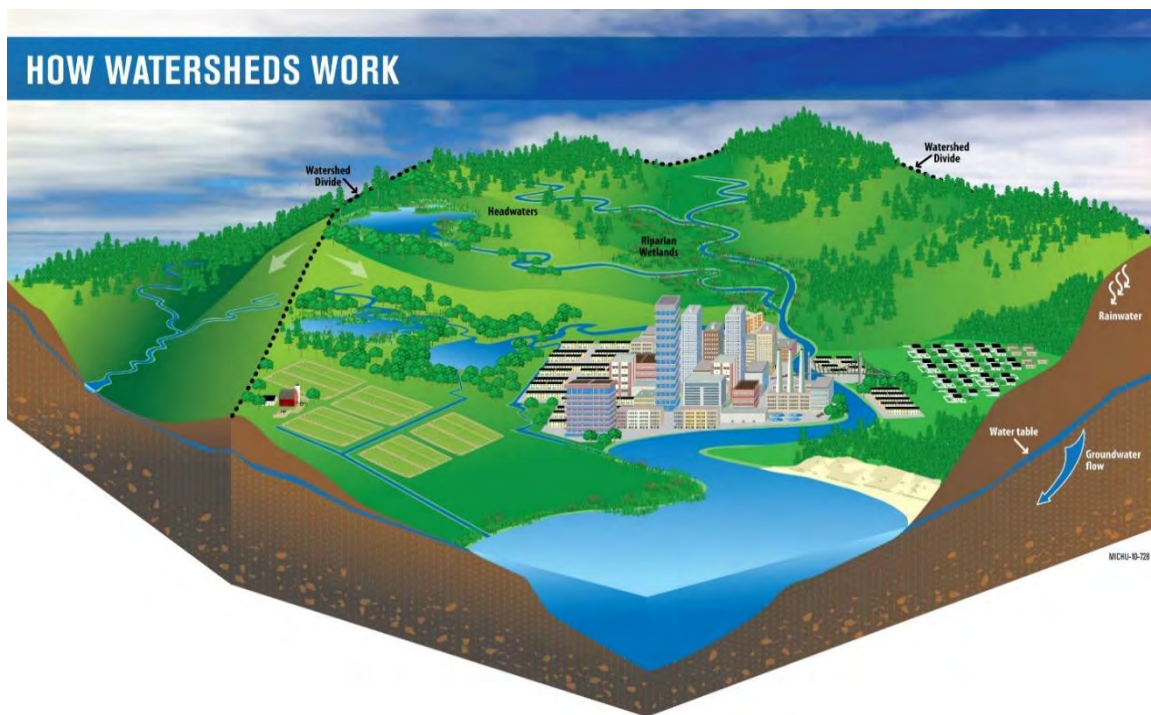 HOW WATERSHEDS WORK
Watershed
Divide
Watershed
Divide
Headwaters
Riparian
Wetlands
Rainwater
Water table
Groundwater
flow
MICHU-10-728